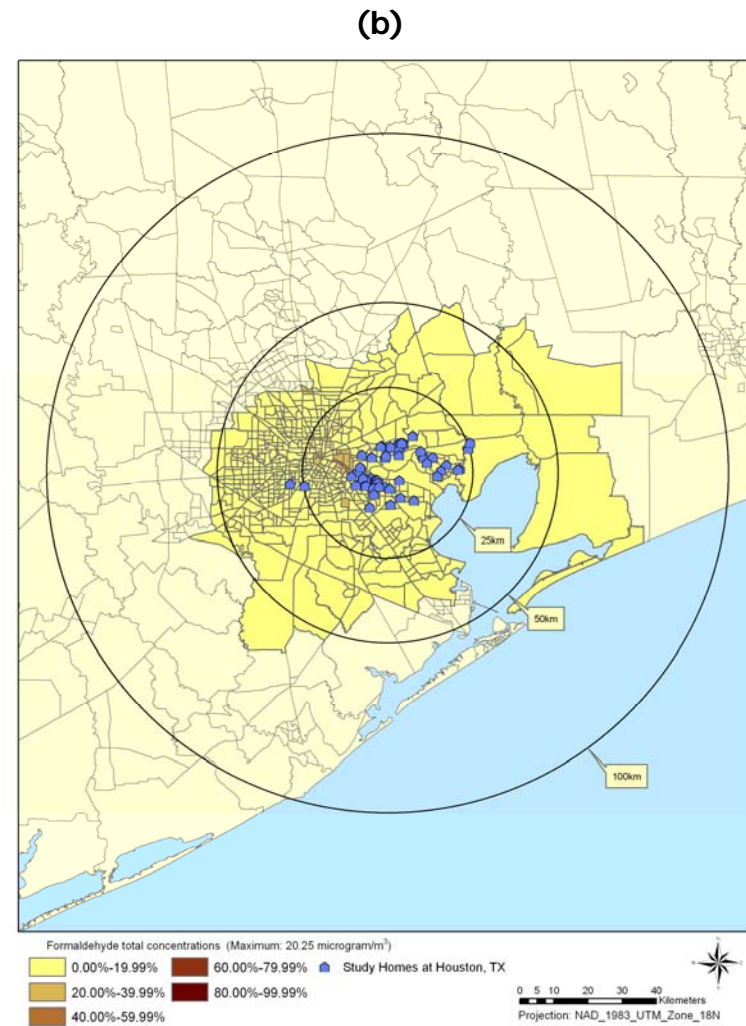 (b)
25km
50km
100km
Formaldehyde total concentrations (Maximum: 20.25 microgram/m³)
0.00%-19.99%
60.00%-79.99%
Study Homes at Houston, TX
20.00%-39.99%
80.00%-99.99%
40.00%-59.99%
0 5 10 20 30 40
Kilometers
Projection: NAD_1983_UTM_Zone_18N